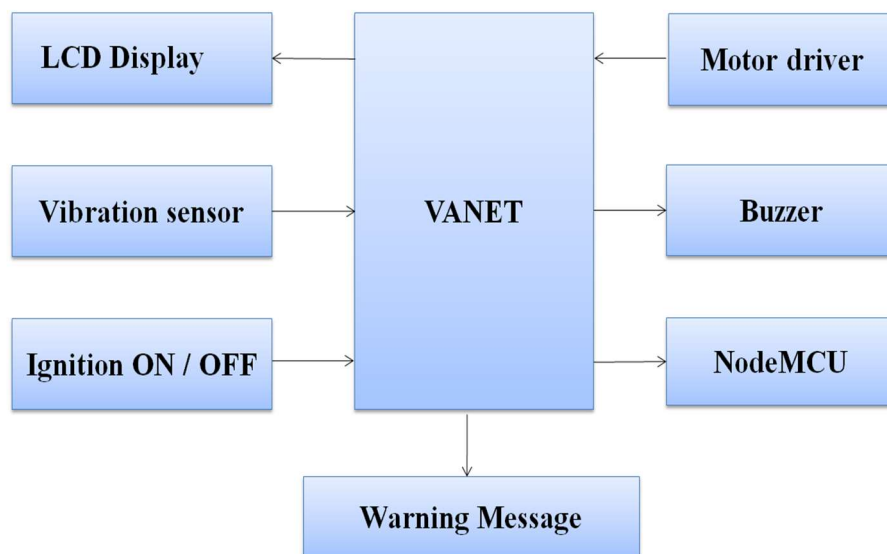 LCD Display
Motor driver
Vibration sensor
VANET
Buzzer
Ignition ON / OFF
NodeMCU
Warning Message